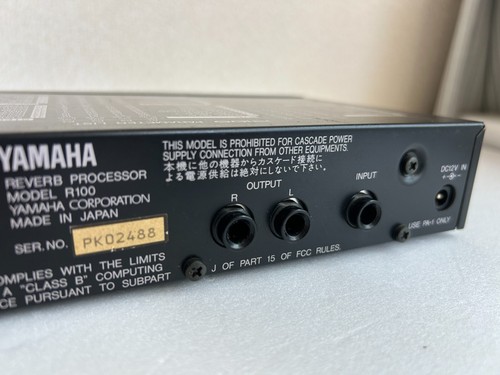 YAMAHA
REVERB PROCESSOR
MODEL R100
YAMAHA CORPORATION
MADE IN JAPAN
SER.NO. PK02488
COMPLIES WITH THE LIMITS
A "CLASS B" COMPUTING
PURSUANT TO SUBPART
J OF PART 15 OF FCC RULES.
THIS MODEL IS PROHIBITED FOR CASCADE POWER
SUPPLY CONNECTION FROM OTHER EQUIPMENTS.
本機に他の機器からカスケード接続に
よる電源供給は絶対にしないで下さい。
OUTPUT
R
L
INPUT
DC12V IN
USE PA-1 ONLY